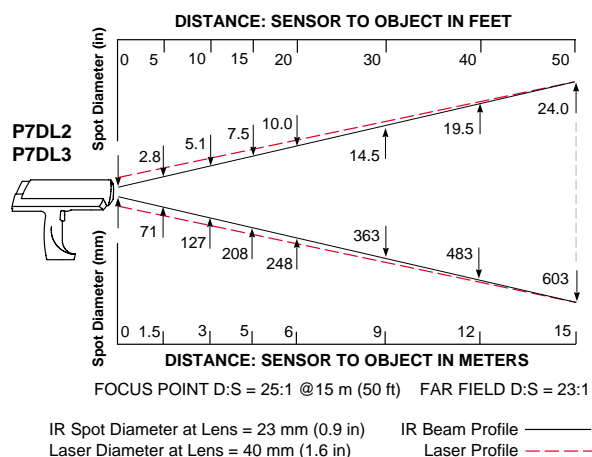 DISTANCE: SENSOR TO OBJECT IN FEET
Spot Diameter (in)
0 5 10 15 20 30 40 50
P7DL2
P7DL3
2.8 5.1 7.5 10.0 14.5 19.5 24.0
71 127 208 248 363 483 603
Spot Diameter (mm)
0 1.5 3 5 6 9 12 15
DISTANCE: SENSOR TO OBJECT IN METERS
FOCUS POINT D:S = 25:1 @15 m (50 ft) FAR FIELD D:S = 23:1
IR Spot Diameter at Lens = 23 mm (0.9 in) IR Beam Profile
Laser Diameter at Lens = 40 mm (1.6 in) Laser Profile